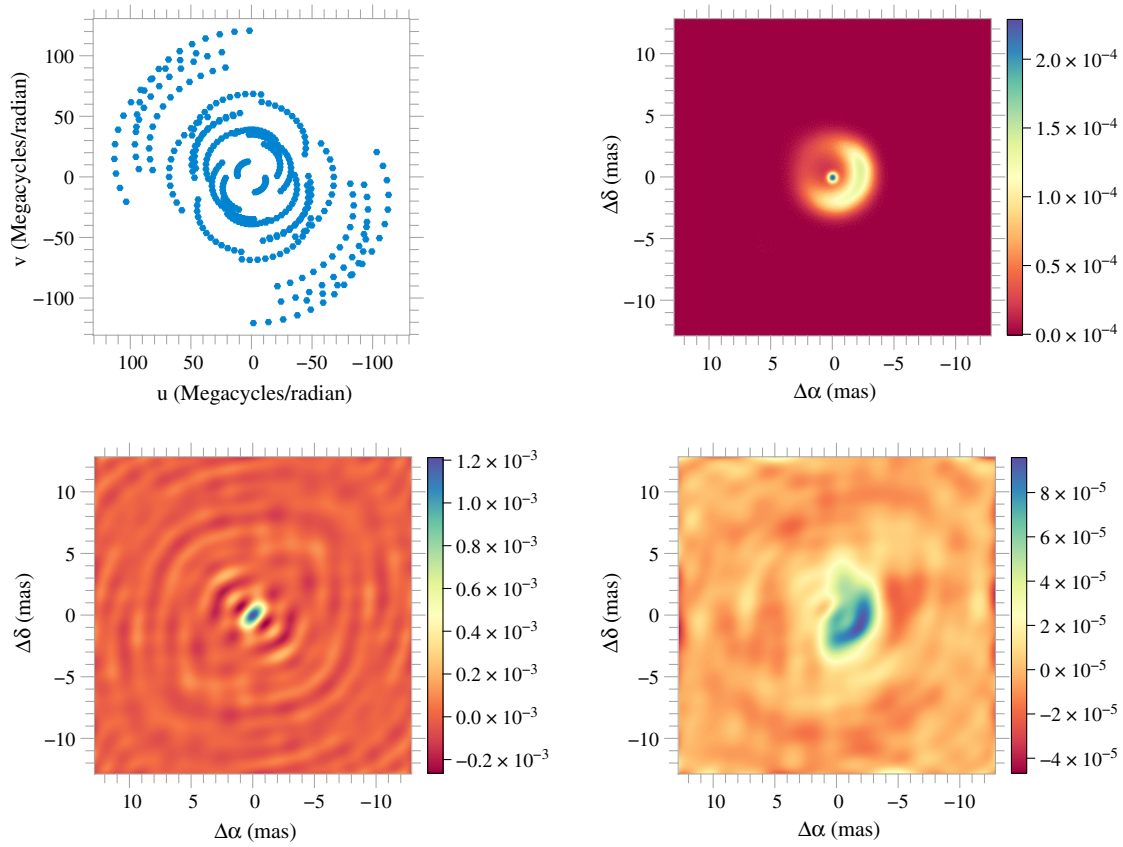 100
50
0
−50
−100
v (Megacycles/radian)
100 50 0 −50 −100
u (Megacycles/radian)
10
5
0
−5
−10
Δδ (mas)
10 5 0 −5 −10
Δα (mas)
2.0 × 10⁻⁴
1.5 × 10⁻⁴
1.0 × 10⁻⁴
0.5 × 10⁻⁴
0.0 × 10⁻⁴
10
5
0
−5
−10
Δδ (mas)
10 5 0 −5 −10
Δα (mas)
1.2 × 10⁻³
1.0 × 10⁻³
0.8 × 10⁻³
0.6 × 10⁻³
0.4 × 10⁻³
0.2 × 10⁻³
0.0 × 10⁻³
−0.2 × 10⁻³
10
5
0
−5
−10
Δδ (mas)
10 5 0 −5 −10
Δα (mas)
8 × 10⁻⁵
6 × 10⁻⁵
4 × 10⁻⁵
2 × 10⁻⁵
0 × 10⁻⁵
−2 × 10⁻⁵
−4 × 10⁻⁵